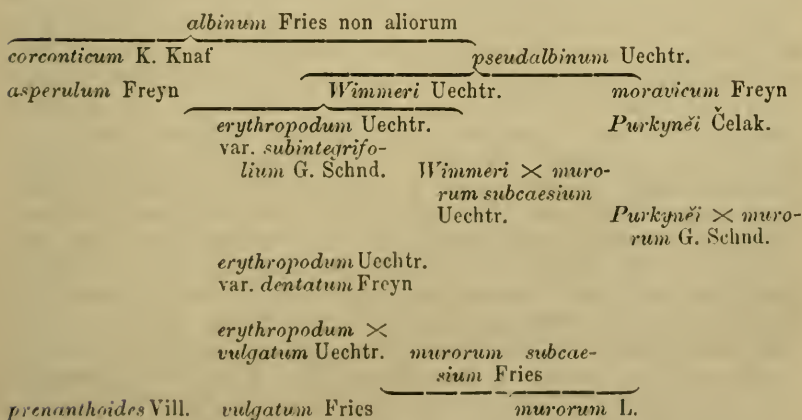 albinum Fries non aliorum
corconticum K. Knaf pseudalbinum Uechtr.
asperulum Freyn Wimmeri Uechtr. moravicum Freyn
erythropodum Uechtr. Purkyněi Čelak.
var. subintegrifo-
lium G. Schnd. Wimmeri × muro-
rum subcaesium
Uechtr. Purkyněi × muro-
rum G. Schnd.
erythropodum Uechtr.
var. dentatum Freyn
erythropodum ×
vulgatum Uechtr. murorum subcae-
sium Fries
prenanthoides Vill. vulgatum Fries murorum L.